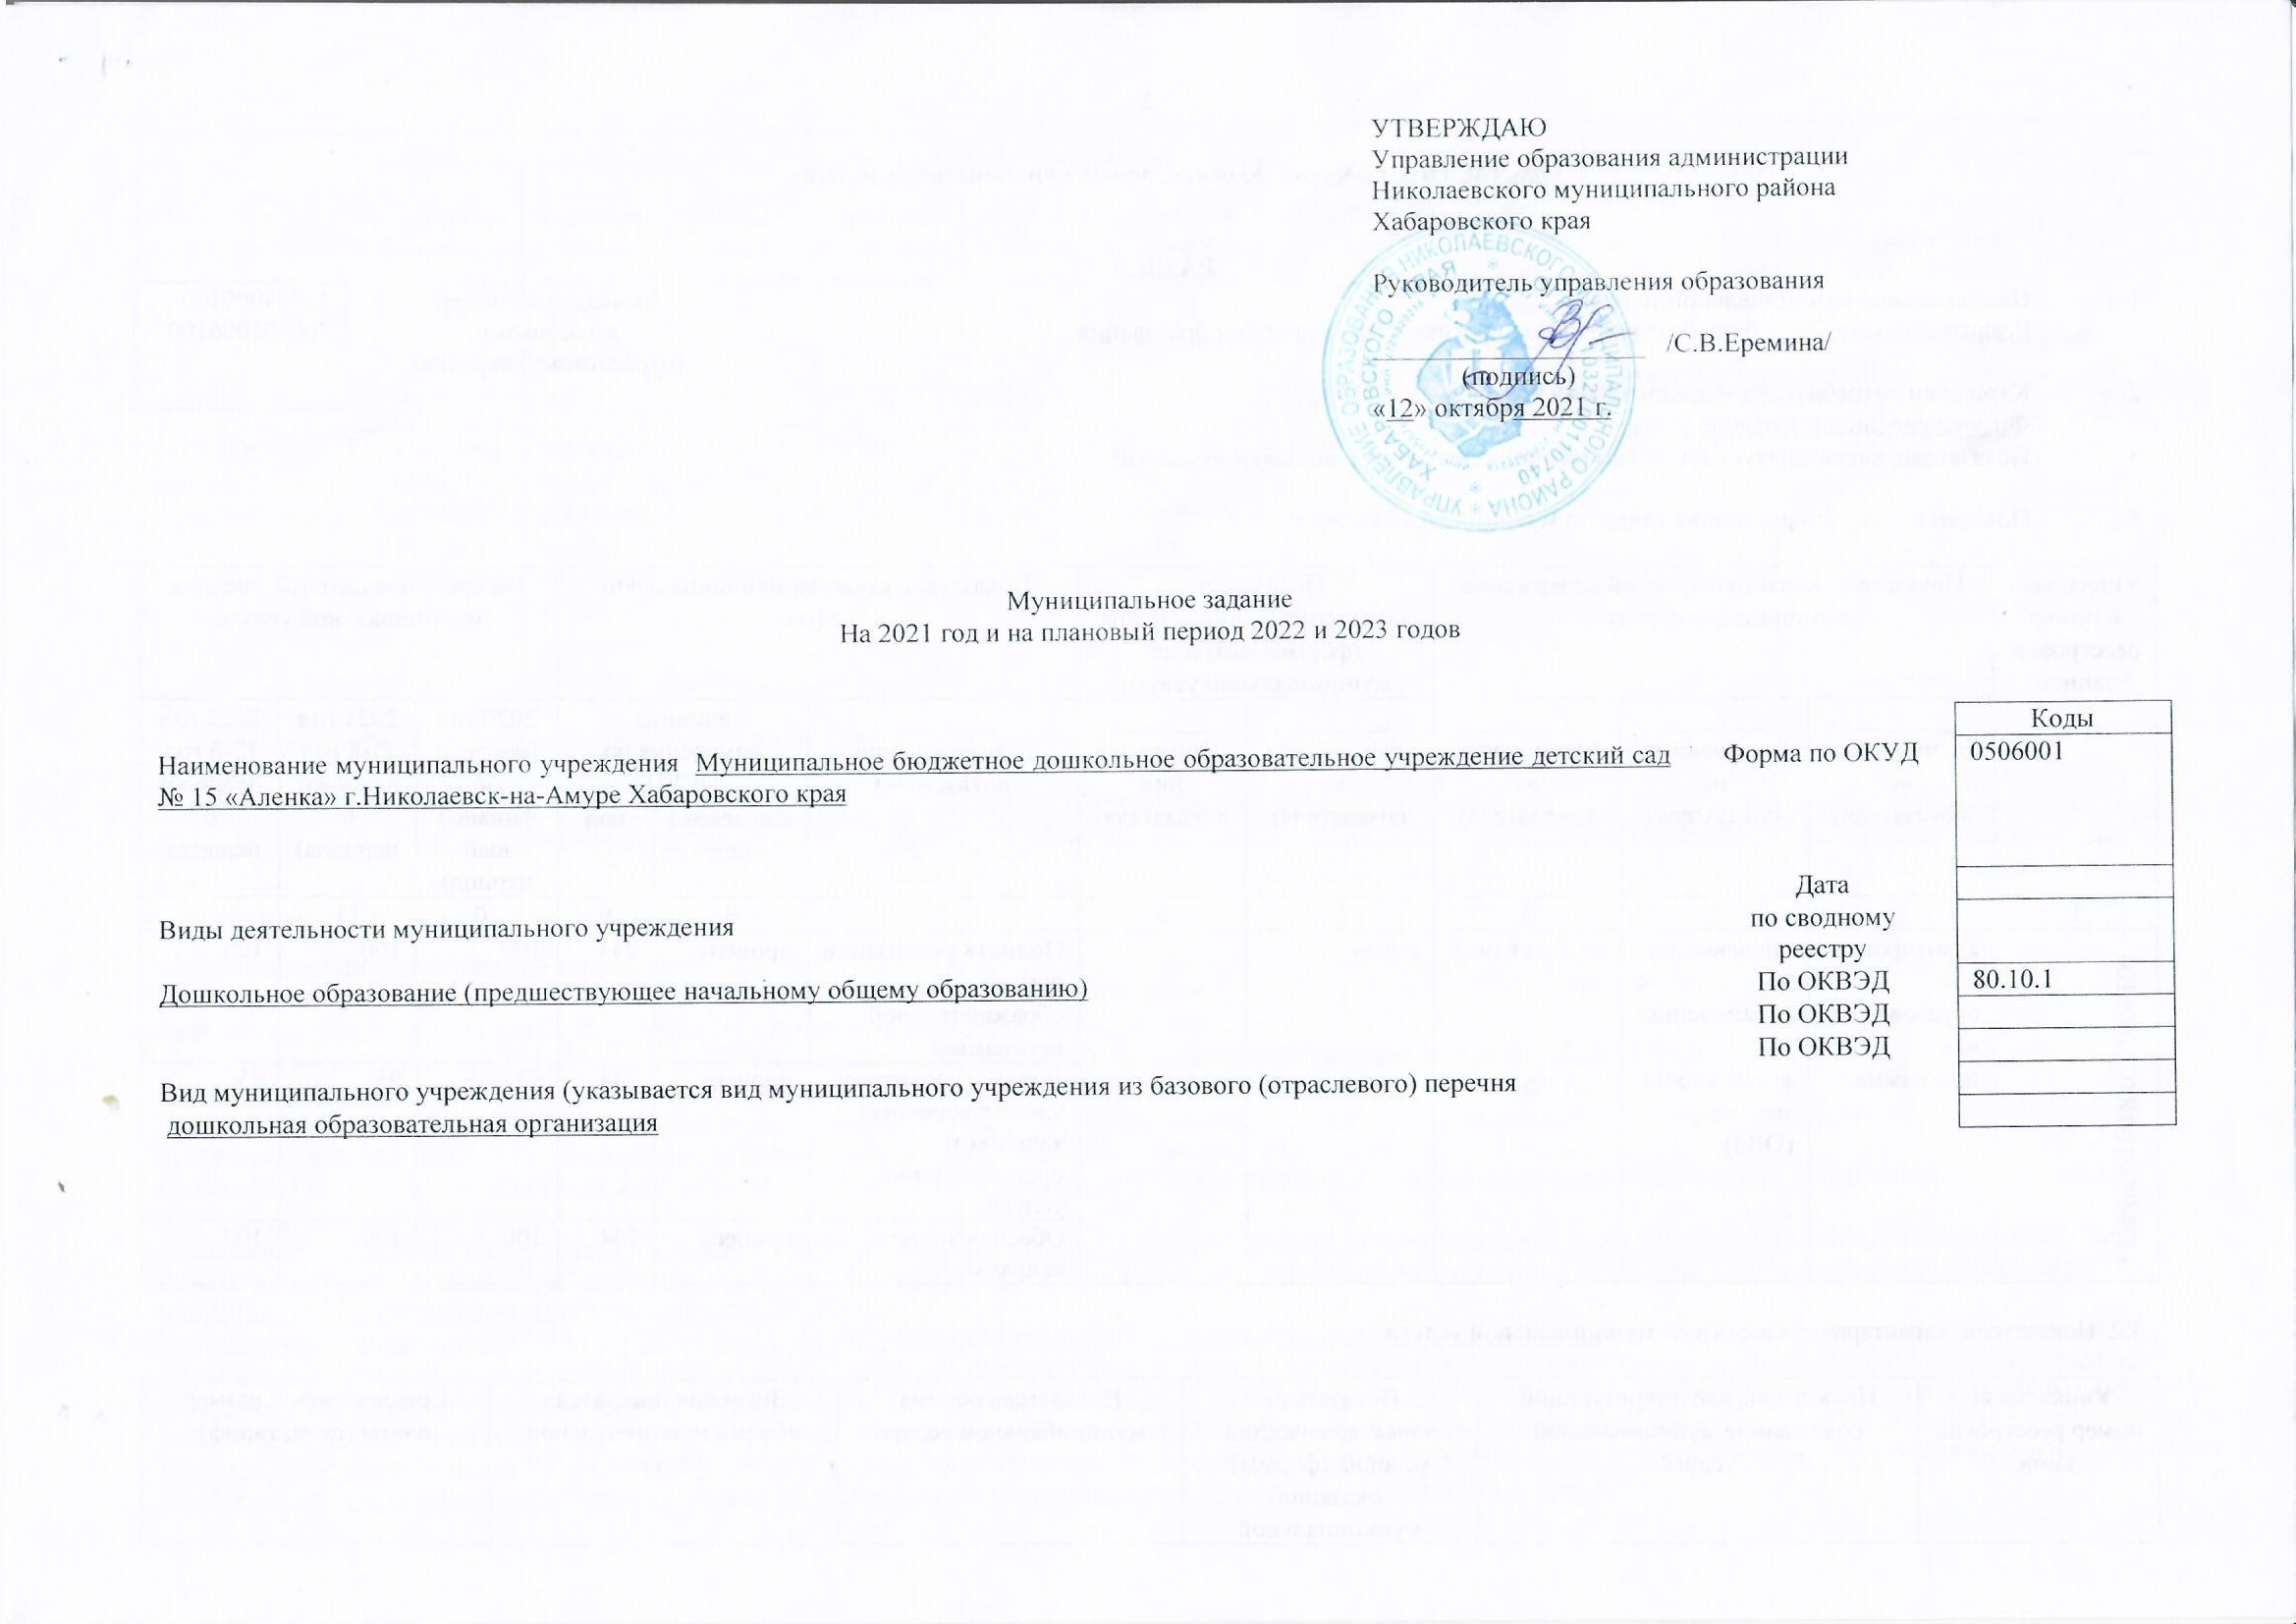 УТВЕРЖДАЮ
Управление образования администрации
Николаевского муниципального района
Хабаровского края
Руководитель управления образования
/С.В.Еремина/
(подпись)
«12» октября 2021 г.
Муниципальное задание
На 2021 год и на плановый период 2022 и 2023 годов
Коды
Наименование муниципального учреждения Муниципальное бюджетное дошкольное образовательное учреждение детский сад Форма по ОКУД 0506001
№ 15 «Аленка» г.Николаевск-на-Амуре Хабаровского края
Дата
Виды деятельности муниципального учреждения по сводному
реестру
Дошкольное образование (предшествующее начальному общему образованию) По ОКВЭД 80.10.1
По ОКВЭД
По ОКВЭД
Вид муниципального учреждения (указывается вид муниципального учреждения из базового (отраслевого) перечня
дошкольная образовательная организация